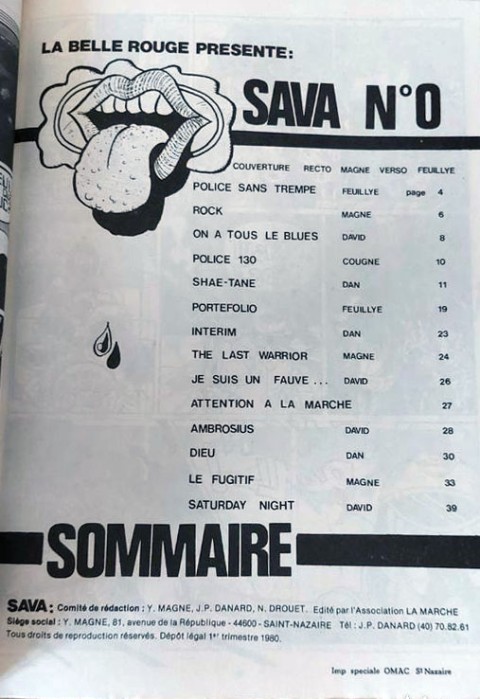 LA BELLE ROUGE PRESENTE:
SAVA N°0
COUVERTURE RECTO MAGNE VERSO FEUILLYE
POLICE SANS TREMPE FEUILLYE page 4
ROCK MAGNE 6
ON A TOUS LE BLUES DAVID 8
POLICE 130 COUGNE 10
SHAE-TANE DAN 11
PORTEFOLIO FEUILLYE 19
INTERIM DAN 23
THE LAST WARRIOR MAGNE 24
JE SUIS UN FAUVE ... DAVID 26
ATTENTION A LA MARCHE 27
AMBROSIUS DAVID 28
DIEU DAN 30
LE FUGITIF MAGNE 33
SATURDAY NIGHT DAVID 39
SOMMAIRE
SAVA: Comité de rédaction : Y. MAGNE, J.P. DANARD, N. DROUET. Edité par l'Association LA MARCHE
Siège social : Y. MAGNE, 81, avenue de la République - 44600 - SAINT-NAZAIRE Tél : J.P. DANARD (40) 70.82.61
Tous droits de reproduction réservés. Dépôt légal 1er trimestre 1980.
Imp speciale OMAC St Nazaire